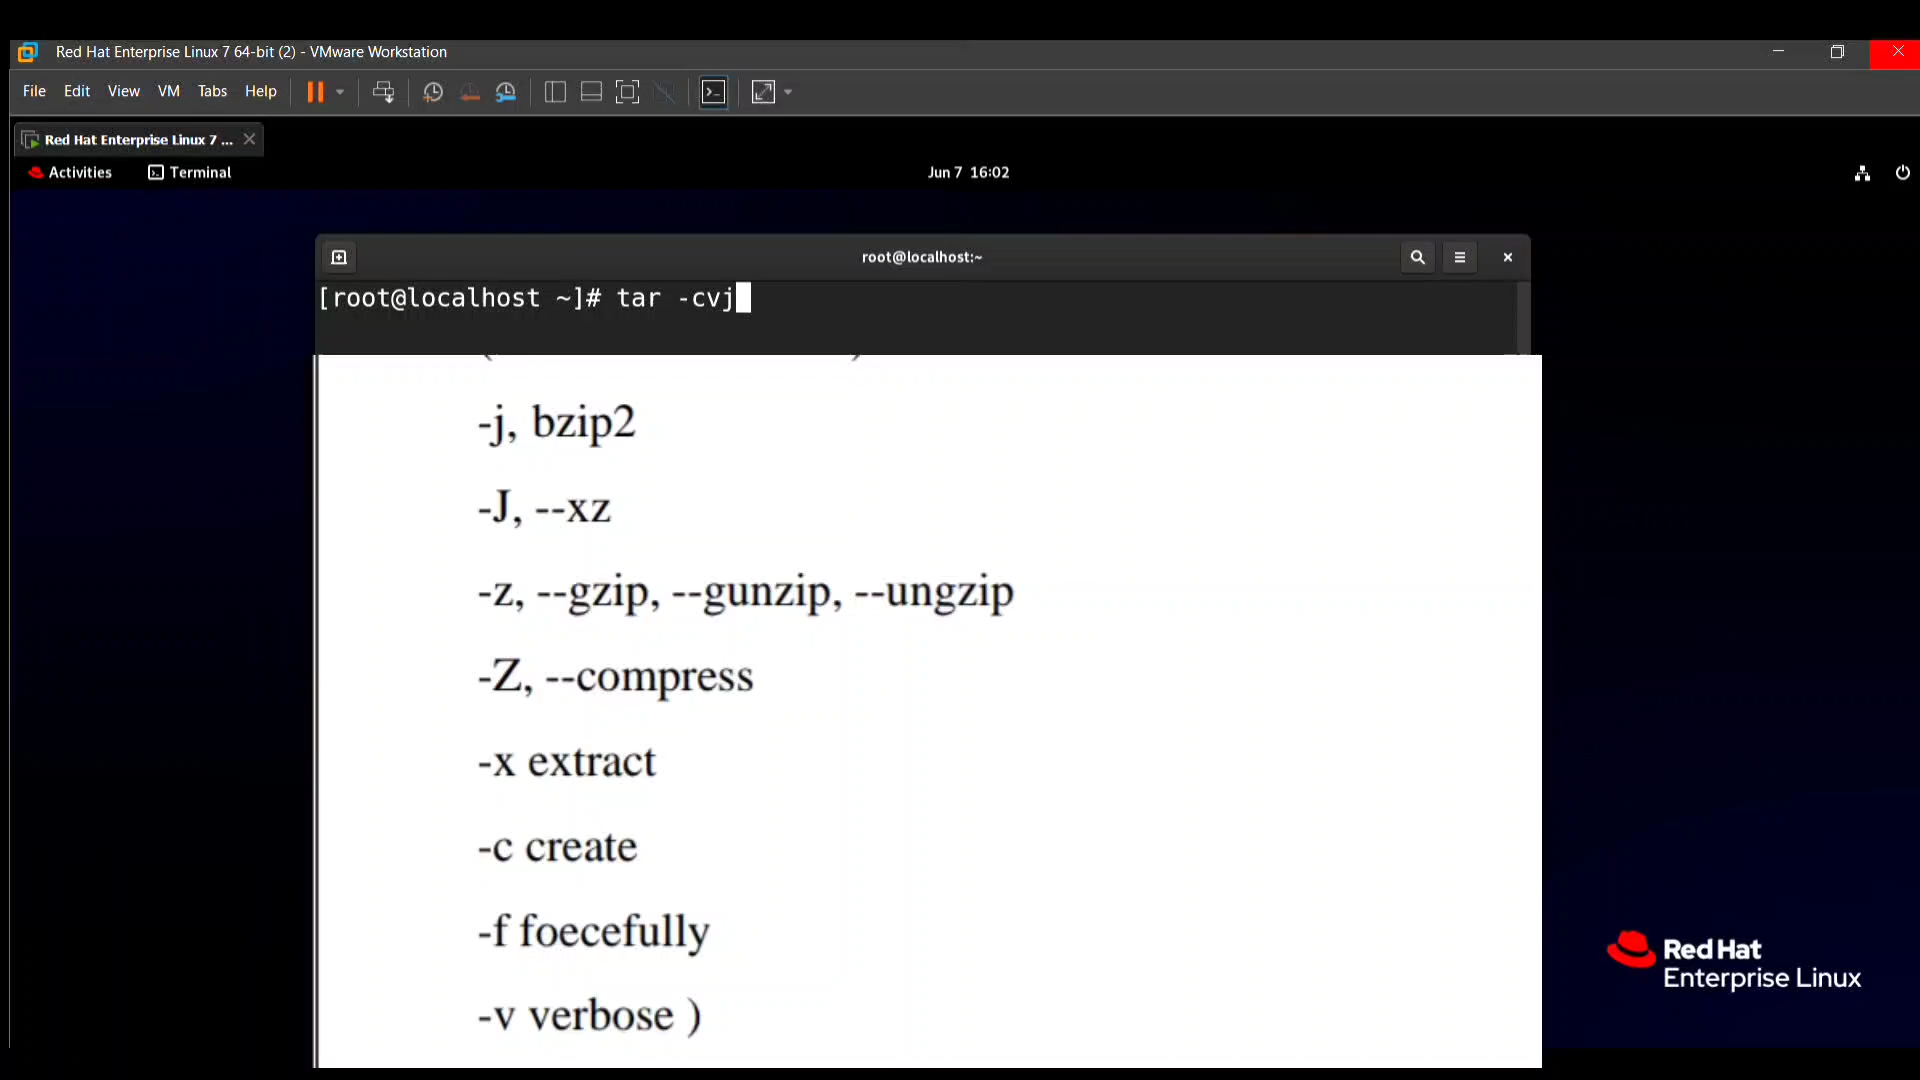 Red Hat Enterprise Linux 7 64-bit (2) - VMware Workstation
File Edit View VM Tabs Help
Red Hat Enterprise Linux 7 ...
Activities Terminal Jun 7 16:02
root@localhost:~
[root@localhost ~]# tar -cvj
-j, bzip2
-J, --xz
-z, --gzip, --gunzip, --ungzip
-Z, --compress
-x extract
-c create
-f foecefully
-v verbose )
Red Hat
Enterprise Linux